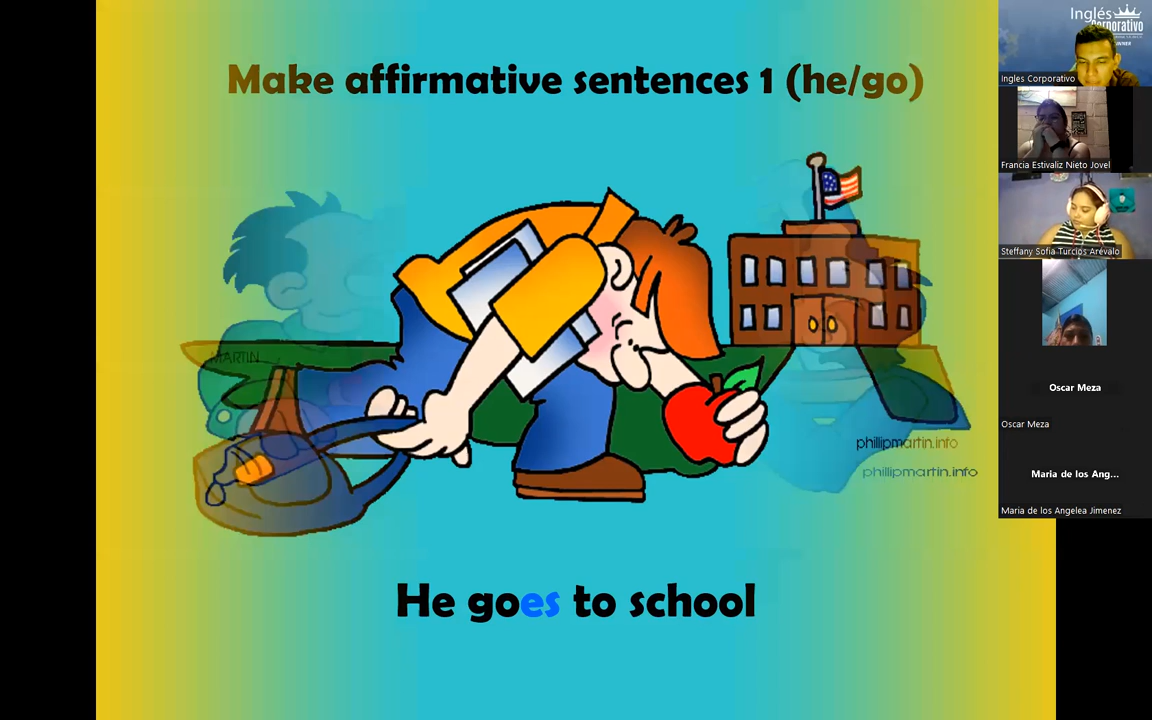 Make affirmative sentences 1 (he/go)
MARTIN
phillipmartin.info
phillipmartin.info
He goes to school
Inglés
Corporativo
Ingles Corporativo
Francia Estivaliz Nieto Jovel
Steffany Sofia Turcios Arévalo
Oscar Meza
Oscar Meza
Maria de los Ang...
Maria de los Angelea Jimenez